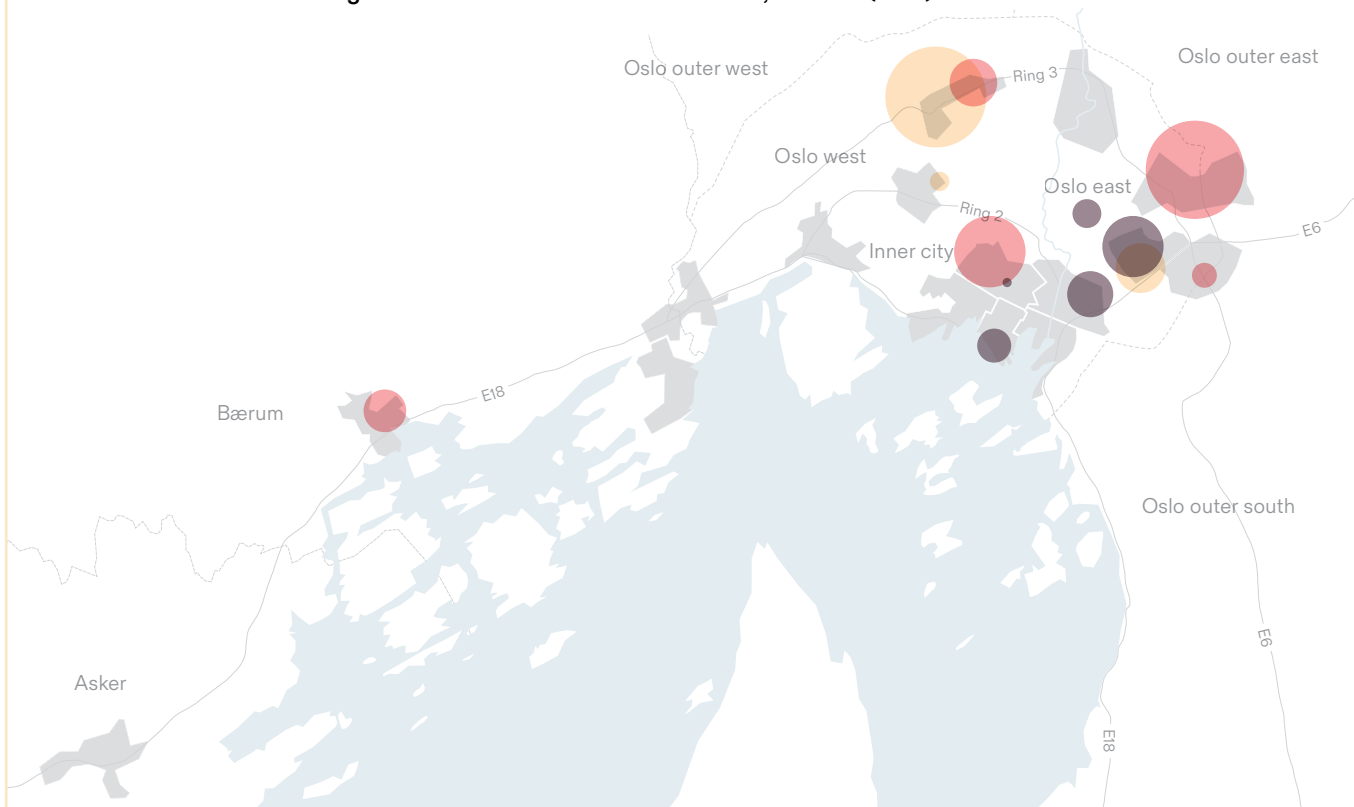 Oslo outer west
Oslo outer east
Ring 3
Oslo west
Oslo east
Ring 2
E6
Inner city
E18
Bærum
Oslo outer south
E6
Asker
E18